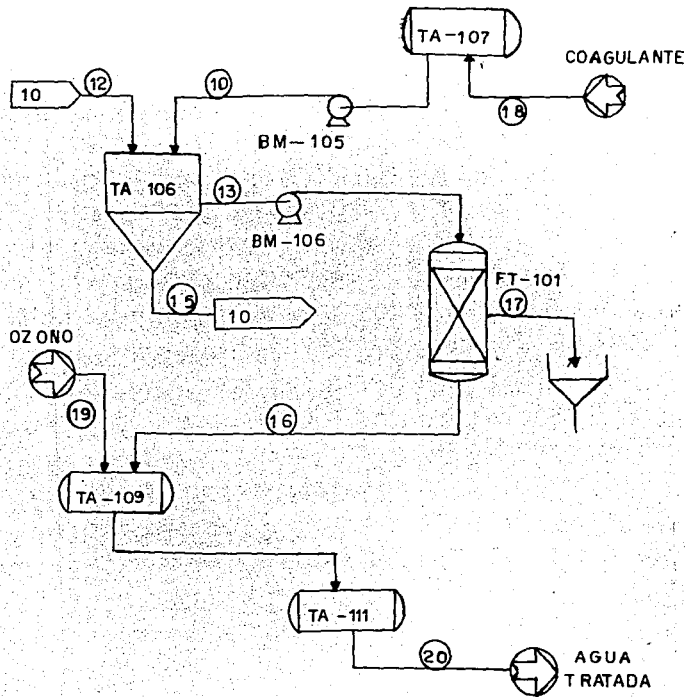 TA-107
COAGULANTE
12
10
10
18
BM-105
TA 106
13
BM-106
FT-101
17
15
10
OZONO
19
16
TA-109
TA-111
20
AGUA
TRATADA